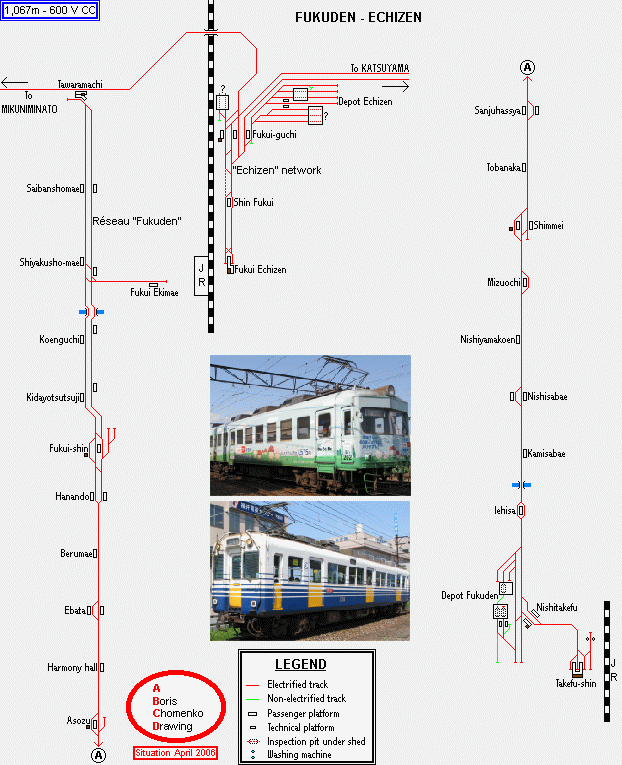 1,067m - 600 V CC
FUKUDEN - ECHIZEN
To KATSUYAMA
A
Tawaramachi
To
MIKUNIMINATO
?
Depot Echizen
?
Fukui-guchi
"Echizen" network
Sanjuhassya
Tobanaka
Saibanshomae
Shin Fukui
Réseau "Fukuden"
Shimmei
Shiyakusho-mae
J
R
Fukui Echizen
Fukui Ekimae
Mizuochi
Koenguchi
Nishiyamakoen
Kidayotsutsuji
Nishisabae
Fukui-shin
Kamisabae
Hanando
Iehisa
Berumae
Ebata
Depot Fukuden
Nishitakefu
Harmony hall
J
R
Takefu-shin
Asozu
A
A
Boris
Chomenko
Drawing
Situation April 2006
LEGEND
Electrified track
Non-electrified track
Passenger platform
Technical platform
Inspection pit under shed
Washing machine